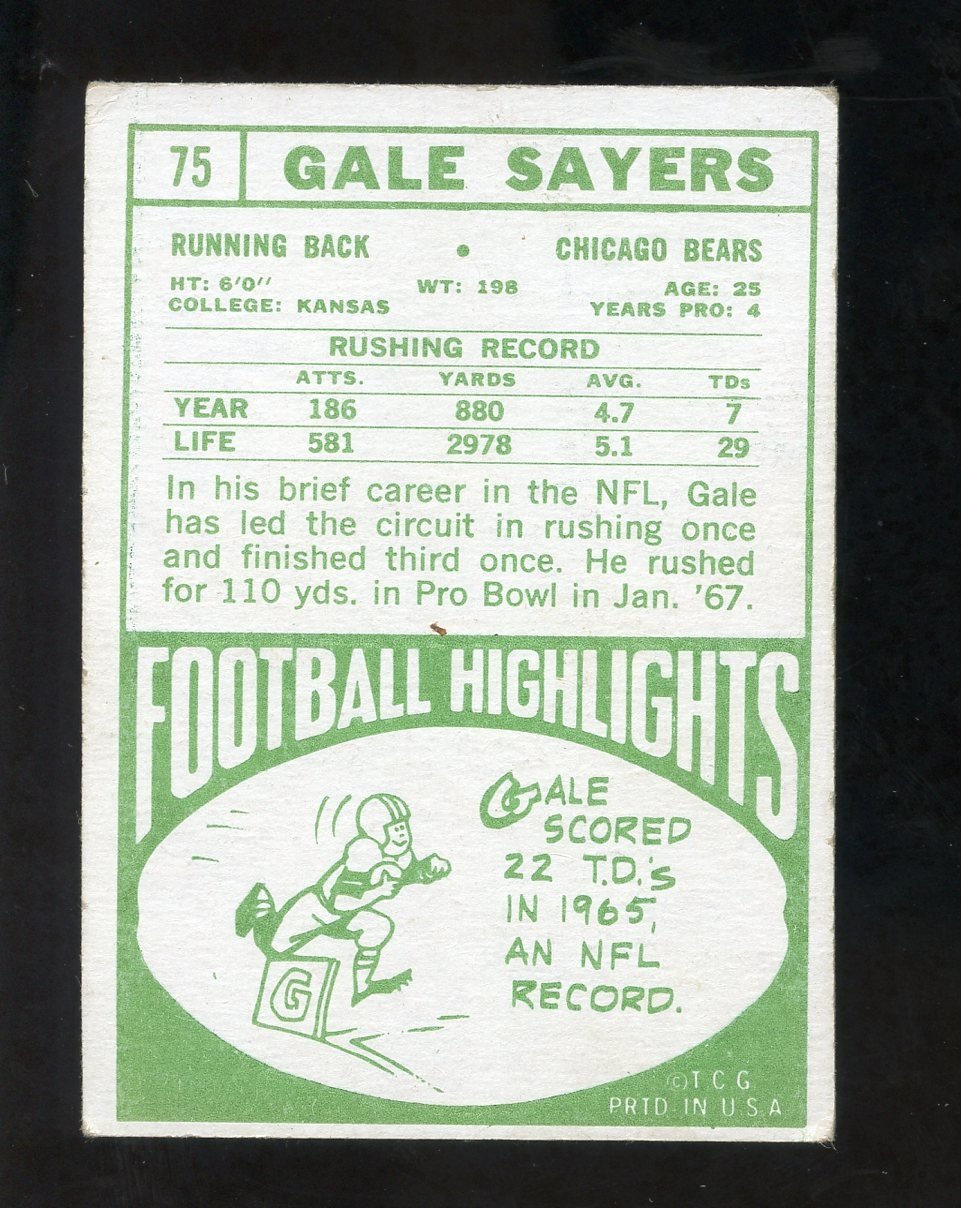 75 GALE SAYERS
RUNNING BACK • CHICAGO BEARS
HT: 6'0" WT: 198 AGE: 25
COLLEGE: KANSAS YEARS PRO: 4
RUSHING RECORD
ATTS. YARDS AVG. TDs
YEAR 186 880 4.7 7
LIFE 581 2978 5.1 29
In his brief career in the NFL, Gale
has led the circuit in rushing once
and finished third once. He rushed
for 110 yds. in Pro Bowl in Jan. '67.
FOOTBALL HIGHLIGHTS
GALE
SCORED
22 T.D.'S
IN 1965,
AN NFL
RECORD.
G
© T C G
PRTD IN U S A